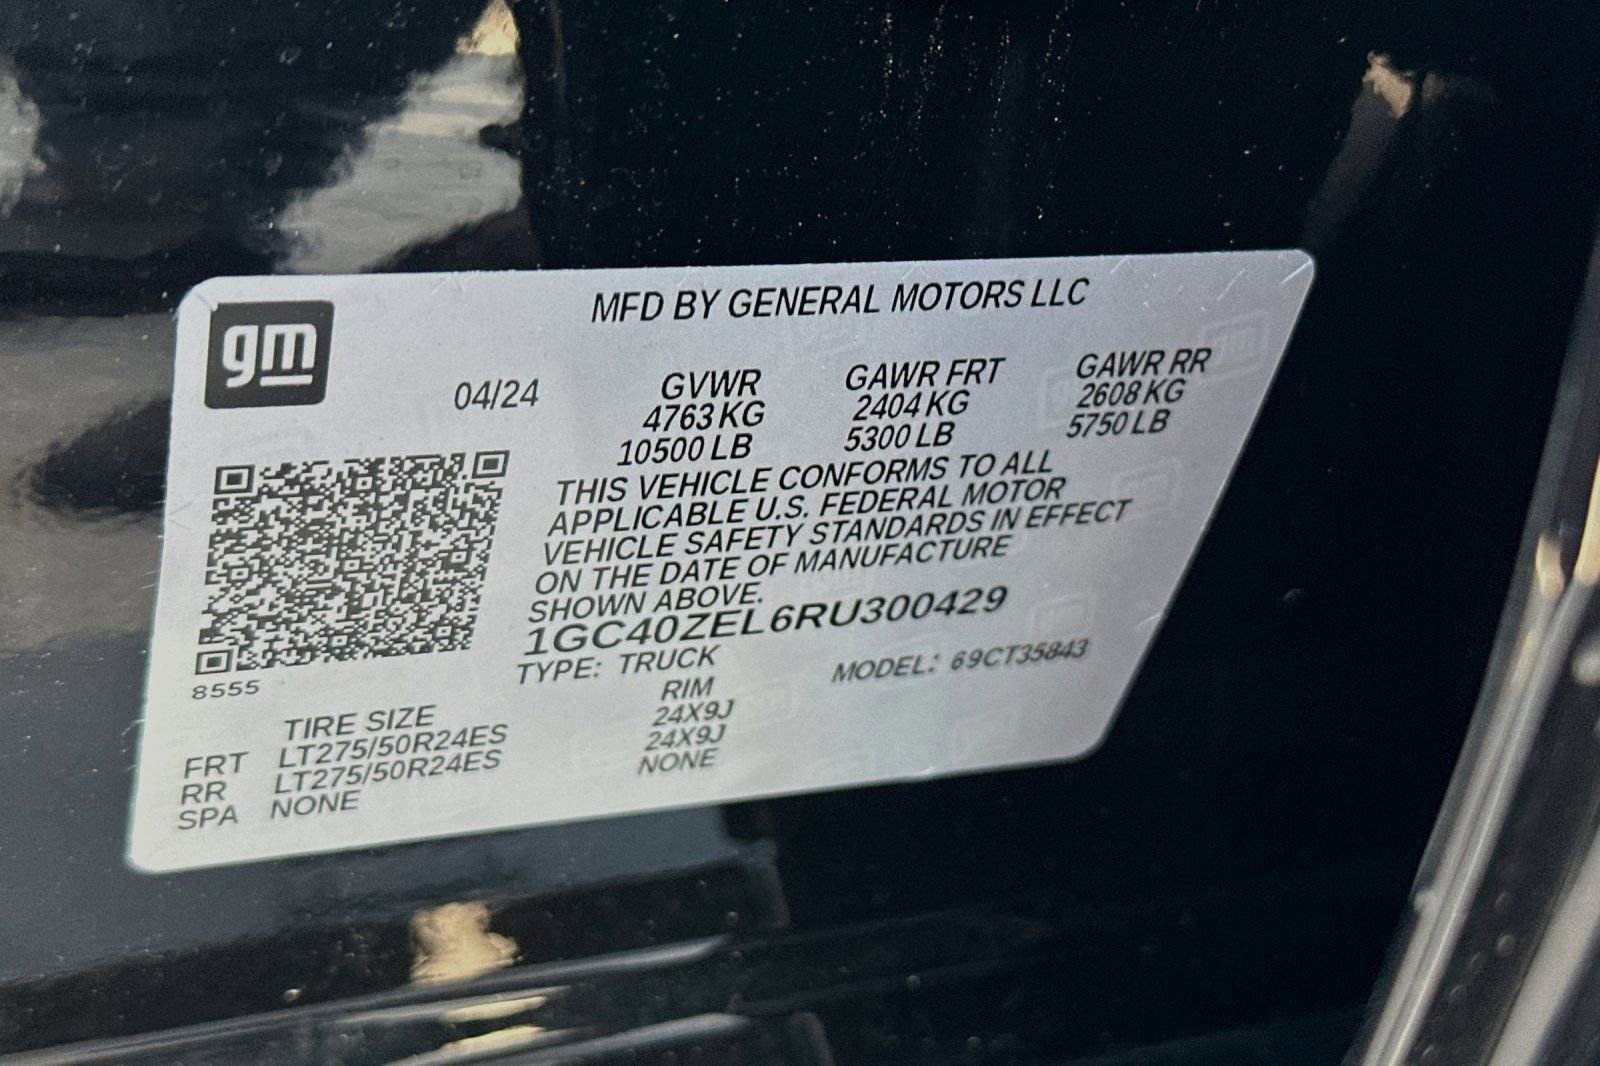 gm
MFD BY GENERAL MOTORS LLC
04/24 GVWR GAWR FRT GAWR RR
4763 KG 2404 KG 2608 KG
10500 LB 5300 LB 5750 LB
THIS VEHICLE CONFORMS TO ALL
APPLICABLE U.S. FEDERAL MOTOR
VEHICLE SAFETY STANDARDS IN EFFECT
ON THE DATE OF MANUFACTURE
SHOWN ABOVE.
1GC40ZEL6RU300429
TYPE: TRUCK MODEL: 69CT35843
8555
TIRE SIZE RIM
FRT LT275/50R24ES 24X9J
RR LT275/50R24ES 24X9J
SPA NONE NONE